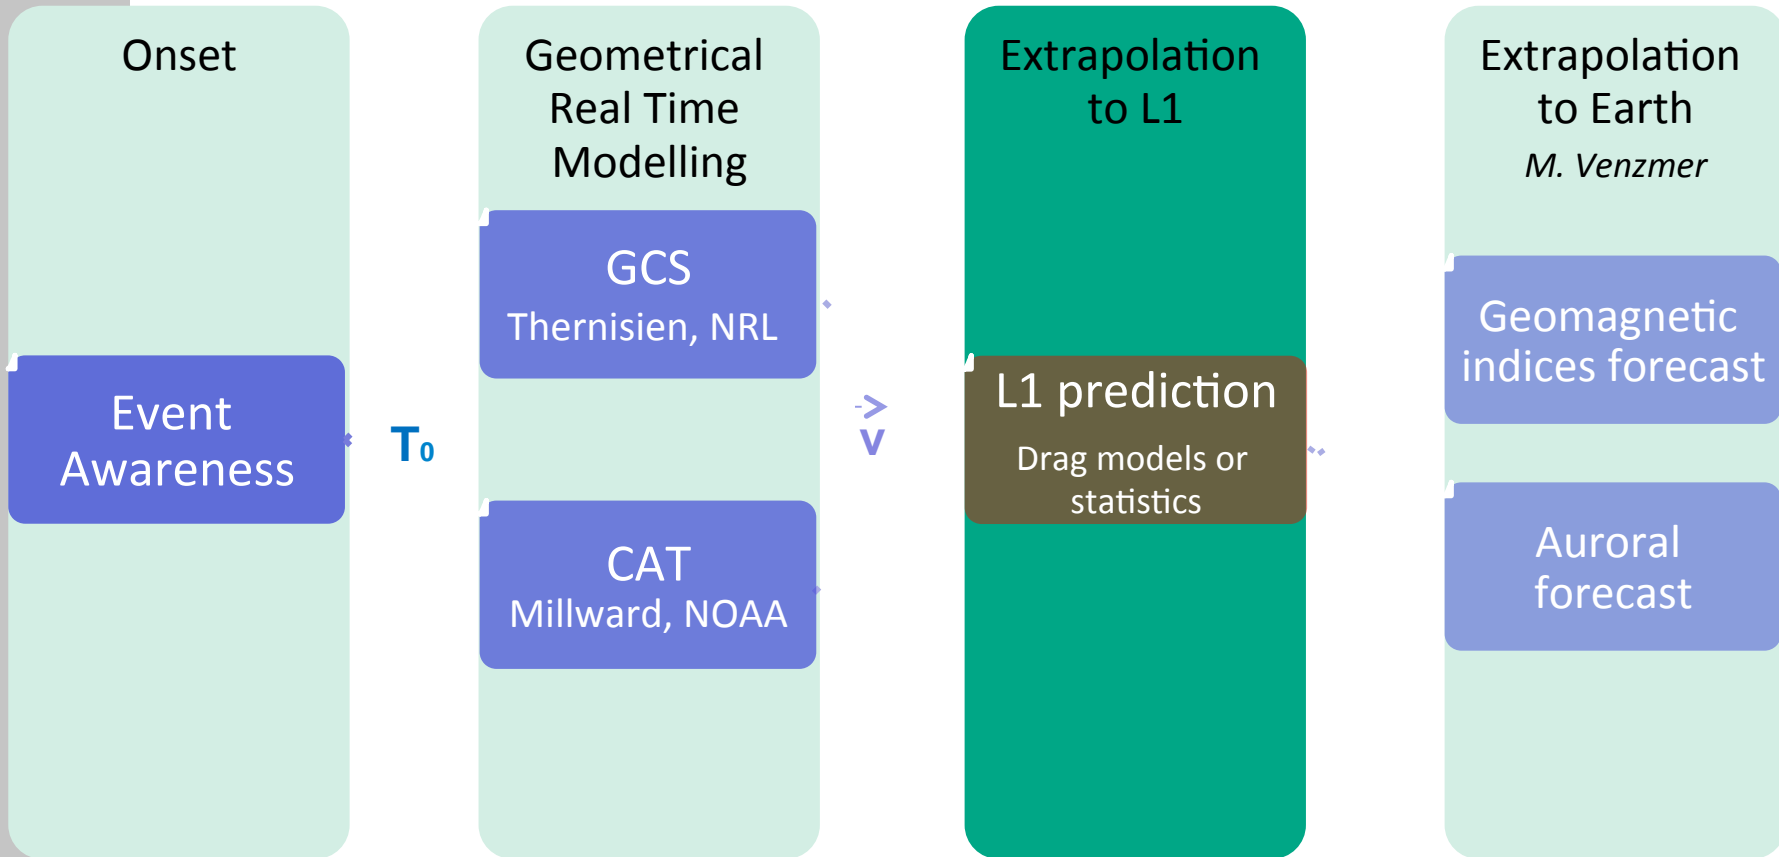 Onset
Event
Awareness
T₀
Geometrical
Real Time
Modelling
GCS
Thernisien, NRL
CAT
Millward, NOAA
v
Extrapolation
to L1
L1 prediction
Drag models or
statistics
Extrapolation
to Earth
M. Venzmer
Geomagnetic
indices forecast
Auroral
forecast